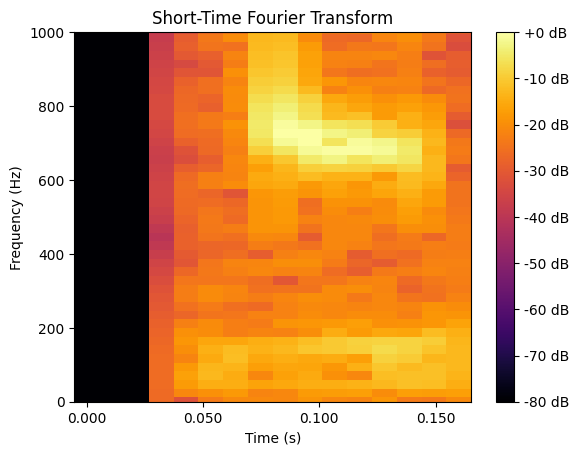 Short-Time Fourier Transform
1000
800
600
400
200
0
Frequency (Hz)
0.000
0.050
0.100
0.150
Time (s)
+0 dB
-10 dB
-20 dB
-30 dB
-40 dB
-50 dB
-60 dB
-70 dB
-80 dB